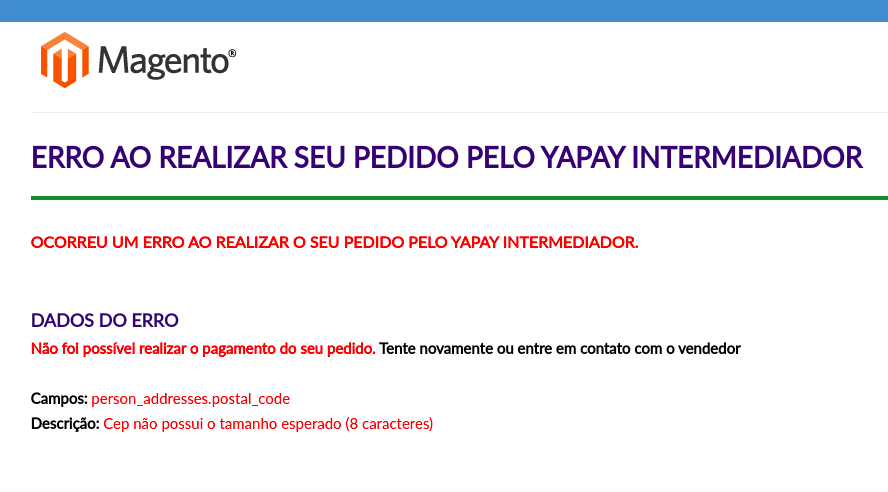 Magento®
ERRO AO REALIZAR SEU PEDIDO PELO YAPAY INTERMEDIADOR
OCORREU UM ERRO AO REALIZAR O SEU PEDIDO PELO YAPAY INTERMEDIADOR.
DADOS DO ERRO
Não foi possível realizar o pagamento do seu pedido. Tente novamente ou entre em contato com o vendedor
Campos: person_addresses.postal_code
Descrição: Cep não possui o tamanho esperado (8 caracteres)